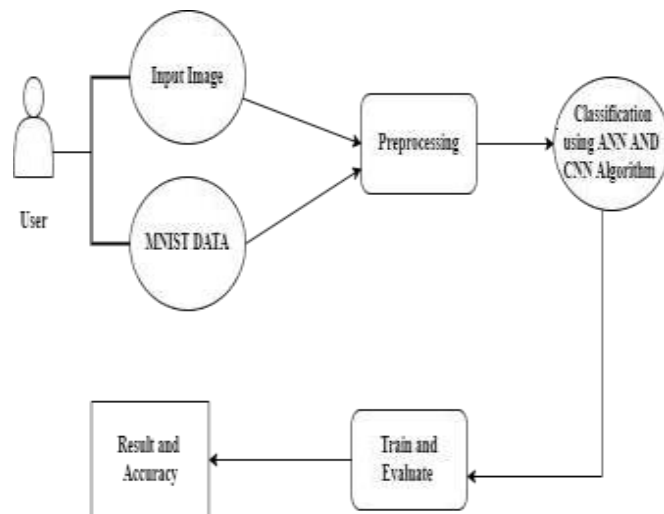 Input Image
User
MNIST DATA
Preprocessing
Classification
using ANN AND
CNN Algorithm
Train and
Evaluate
Result and
Accuracy